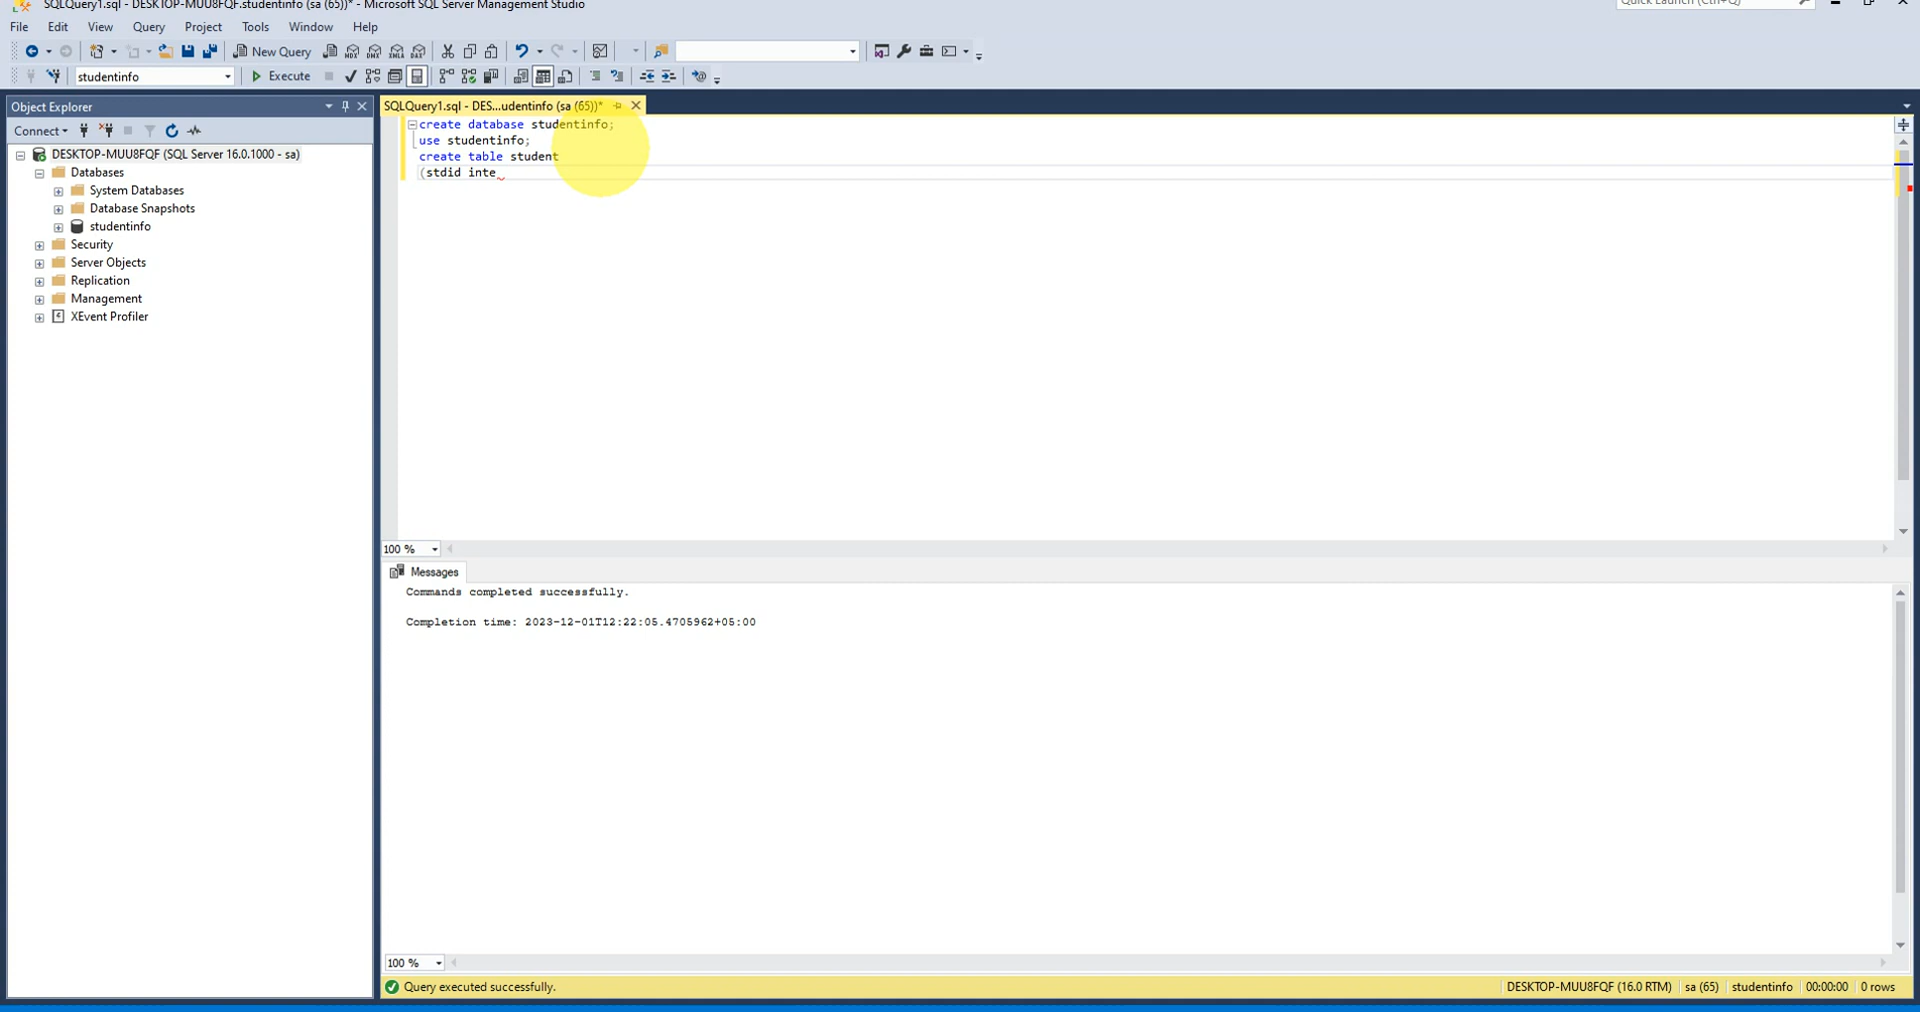 SQLQuery1.sql - DESKTOP-MUU8FQF.studentinfo (sa (65))* - Microsoft SQL Server Management Studio
Quick Launch (Ctrl+Q)
File Edit View Query Project Tools Window Help
New Query
studentinfo
Execute
Object Explorer
SQLQuery1.sql - DES...udentinfo (sa (65))*
Connect
DESKTOP-MUU8FQF (SQL Server 16.0.1000 - sa)
Databases
System Databases
Database Snapshots
studentinfo
Security
Server Objects
Replication
Management
XEvent Profiler
create database studentinfo;
use studentinfo;
create table student
(stdid inte
100 %
Messages
Commands completed successfully.
Completion time: 2023-12-01T12:22:05.4705962+05:00
100 %
Query executed successfully.
DESKTOP-MUU8FQF (16.0 RTM) sa (65) studentinfo 00:00:00 0 rows